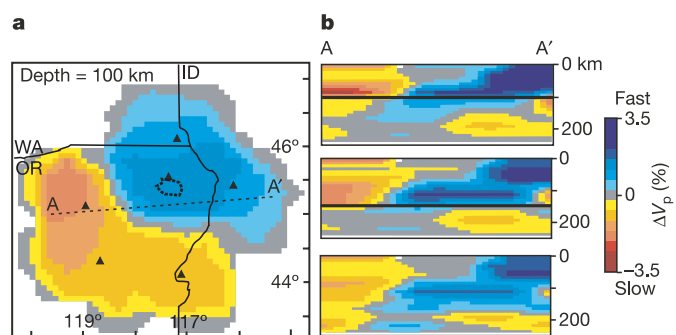 a
b
Depth = 100 km
ID
WA
OR
46°
44°
119°
117°
A
A′
A
A′
0 km
200
0
200
0
200
Fast
3.5
0
−3.5
Slow
ΔVp (%)